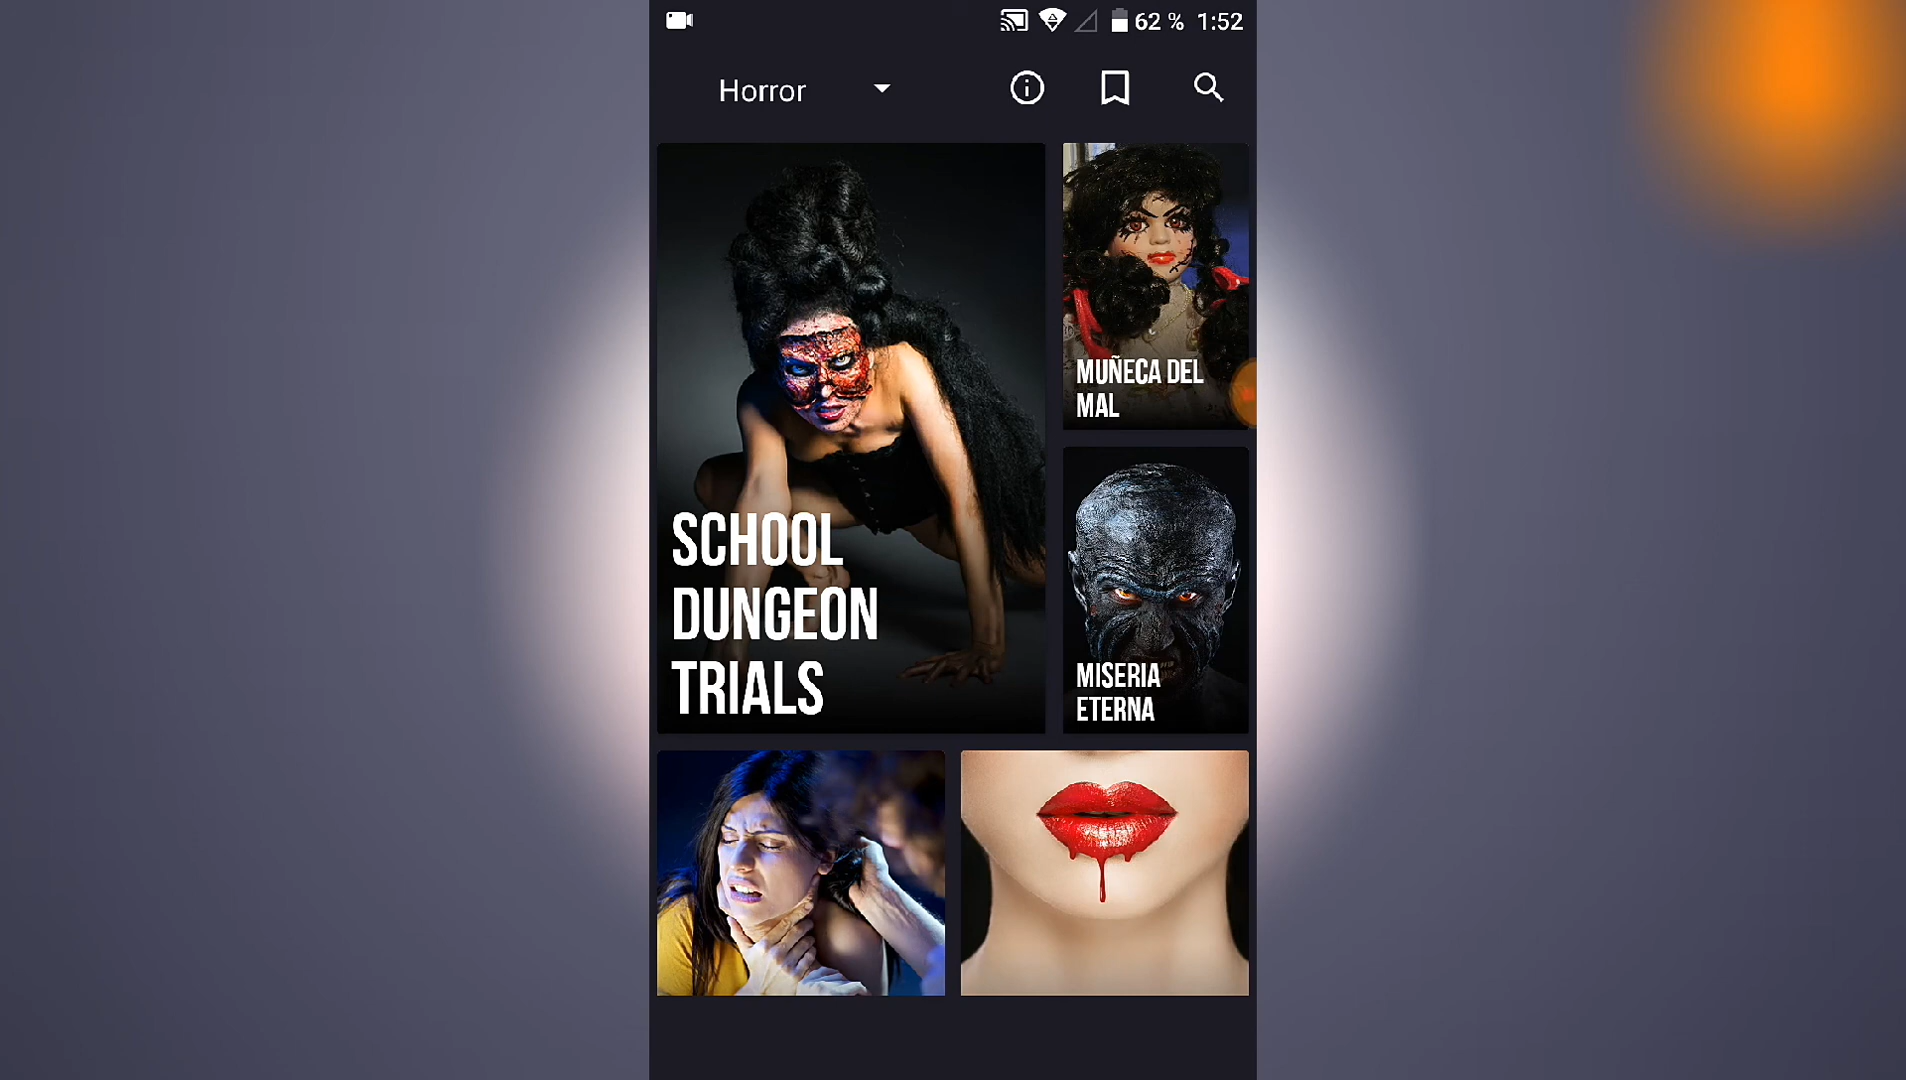 62 % 1:52
Horror
SCHOOL
DUNGEON
TRIALS
MUÑECA DEL
MAL
MISERIA
ETERNA